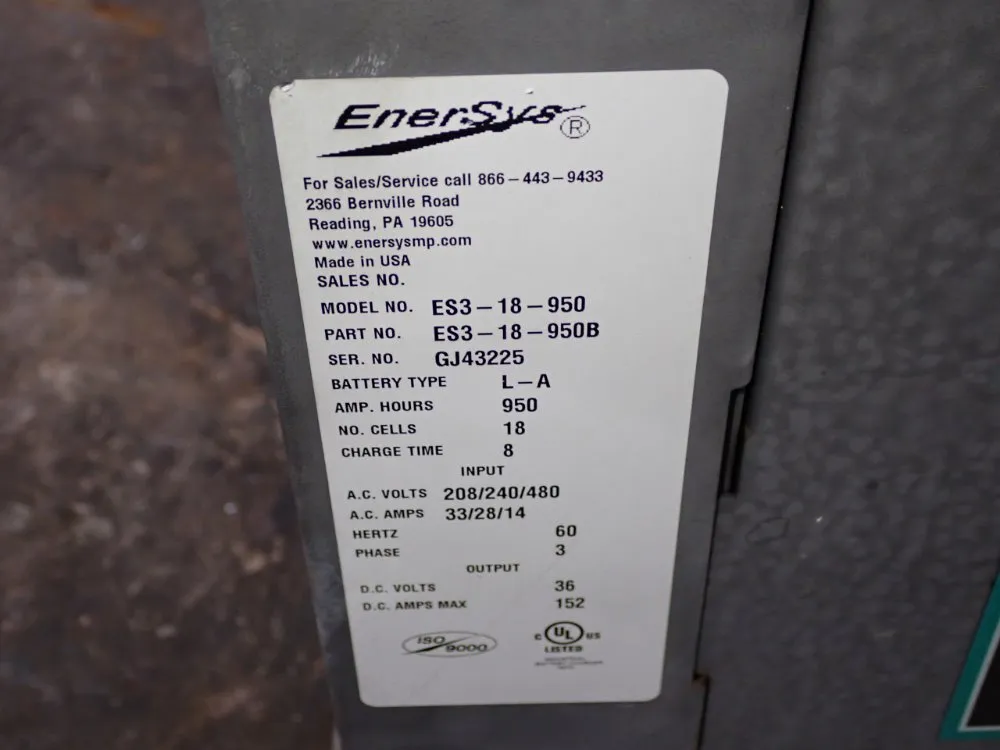 EnerSys ®
For Sales/Service call 866-443-9433
2366 Bernville Road
Reading, PA 19605
www.enersysmp.com
Made in USA
SALES NO.
MODEL NO. ES3-18-950
PART NO. ES3-18-950B
SER. NO. GJ43225
BATTERY TYPE L-A
AMP. HOURS 950
NO. CELLS 18
CHARGE TIME 8
INPUT
A.C. VOLTS 208/240/480
A.C. AMPS 33/28/14
HERTZ 60
PHASE 3
OUTPUT
D.C. VOLTS 36
D.C. AMPS MAX 152
ISO 9000
C UL US
LISTED